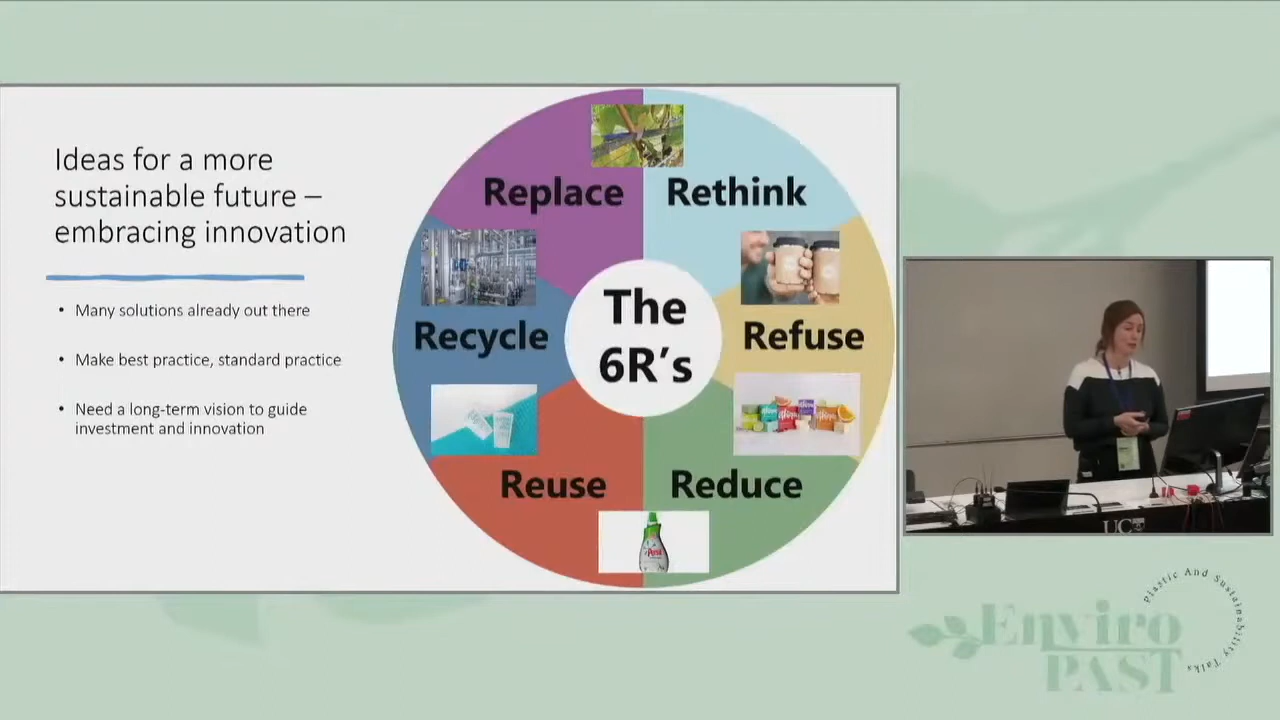 Ideas for a more
sustainable future –
embracing innovation
• Many solutions already out there
• Make best practice, standard practice
• Need a long-term vision to guide
investment and innovation
Replace
Rethink
Recycle
The
6R's
Refuse
Reuse
Reduce
Persil
UC
Plastic And Sustainability Talks
Enviro
PAST